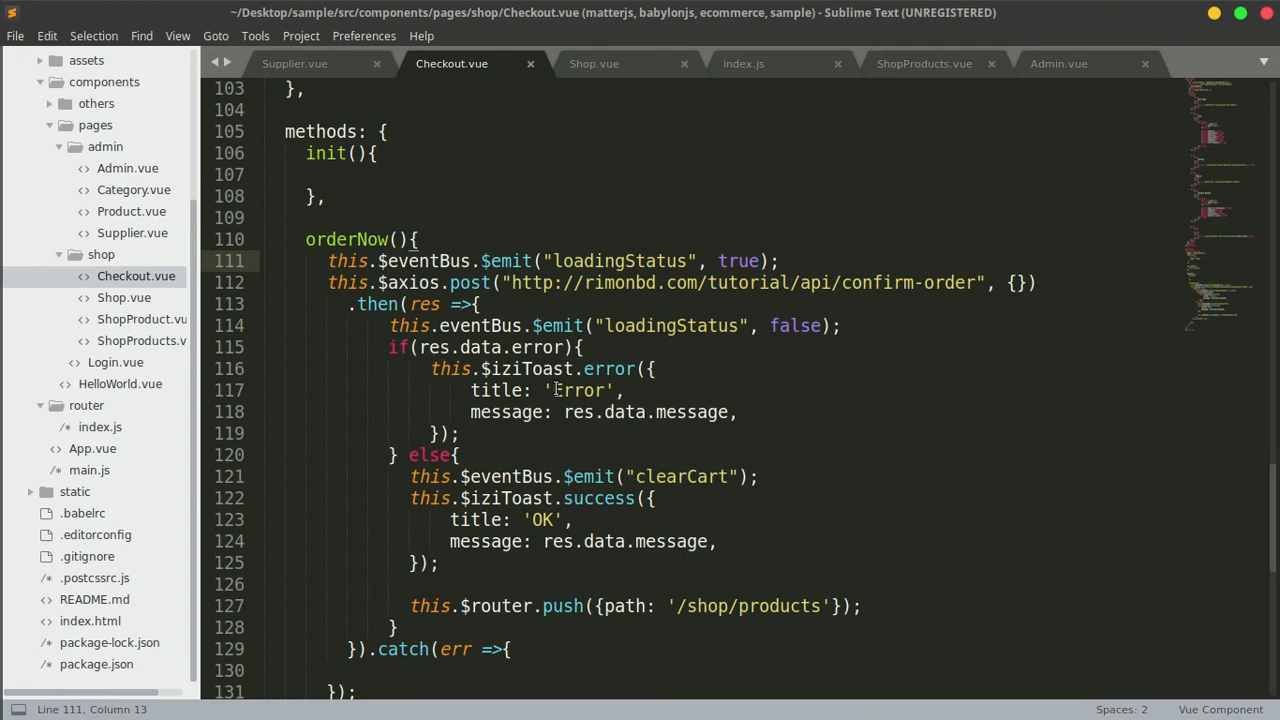 ~/Desktop/sample/src/components/pages/shop/Checkout.vue (matterjs, babylonjs, ecommerce, sample) - Sublime Text (UNREGISTERED)
File Edit Selection Find View Goto Tools Project Preferences Help
Supplier.vue Checkout.vue Shop.vue index.js ShopProducts.vue Admin.vue
assets
components
others
pages
admin
Admin.vue
Category.vue
Product.vue
Supplier.vue
shop
Checkout.vue
Shop.vue
ShopProduct.vu
ShopProducts.v
Login.vue
HelloWorld.vue
router
index.js
App.vue
main.js
static
.babelrc
.editorconfig
.gitignore
.postcssrc.js
README.md
index.html
package-lock.json
package.json
103 },
104
105 methods: {
106 init(){
107
108 },
109
110 orderNow(){
111 this.$eventBus.$emit("loadingStatus", true);
112 this.$axios.post("http://rimonbd.com/tutorial/api/confirm-order", {})
113 .then(res =>{
114 this.eventBus.$emit("loadingStatus", false);
115 if(res.data.error){
116 this.$iziToast.error({
117 title: 'Error',
118 message: res.data.message,
119 });
120 } else{
121 this.$eventBus.$emit("clearCart");
122 this.$iziToast.success({
123 title: 'OK',
124 message: res.data.message,
125 });
126
127 this.$router.push({path: '/shop/products'});
128 }
129 }).catch(err =>{
130
131 });
Line 111, Column 13 Spaces: 2 Vue Component